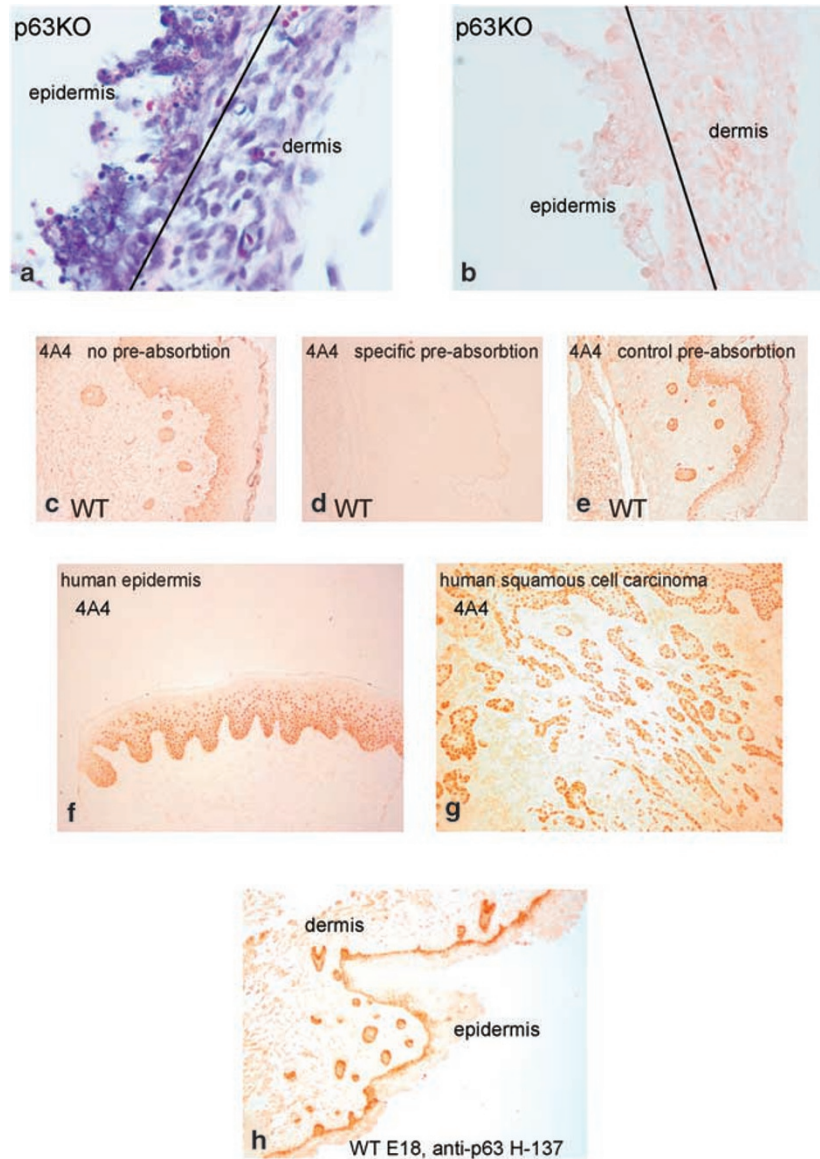 p63KO
epidermis
dermis
a
p63KO
dermis
epidermis
b
4A4 no pre-absorbtion
c WT
4A4 specific pre-absorbtion
d WT
4A4 control pre-absorbtion
e WT
human epidermis
4A4
f
human squamous cell carcinoma
4A4
g
dermis
epidermis
h WT E18, anti-p63 H-137